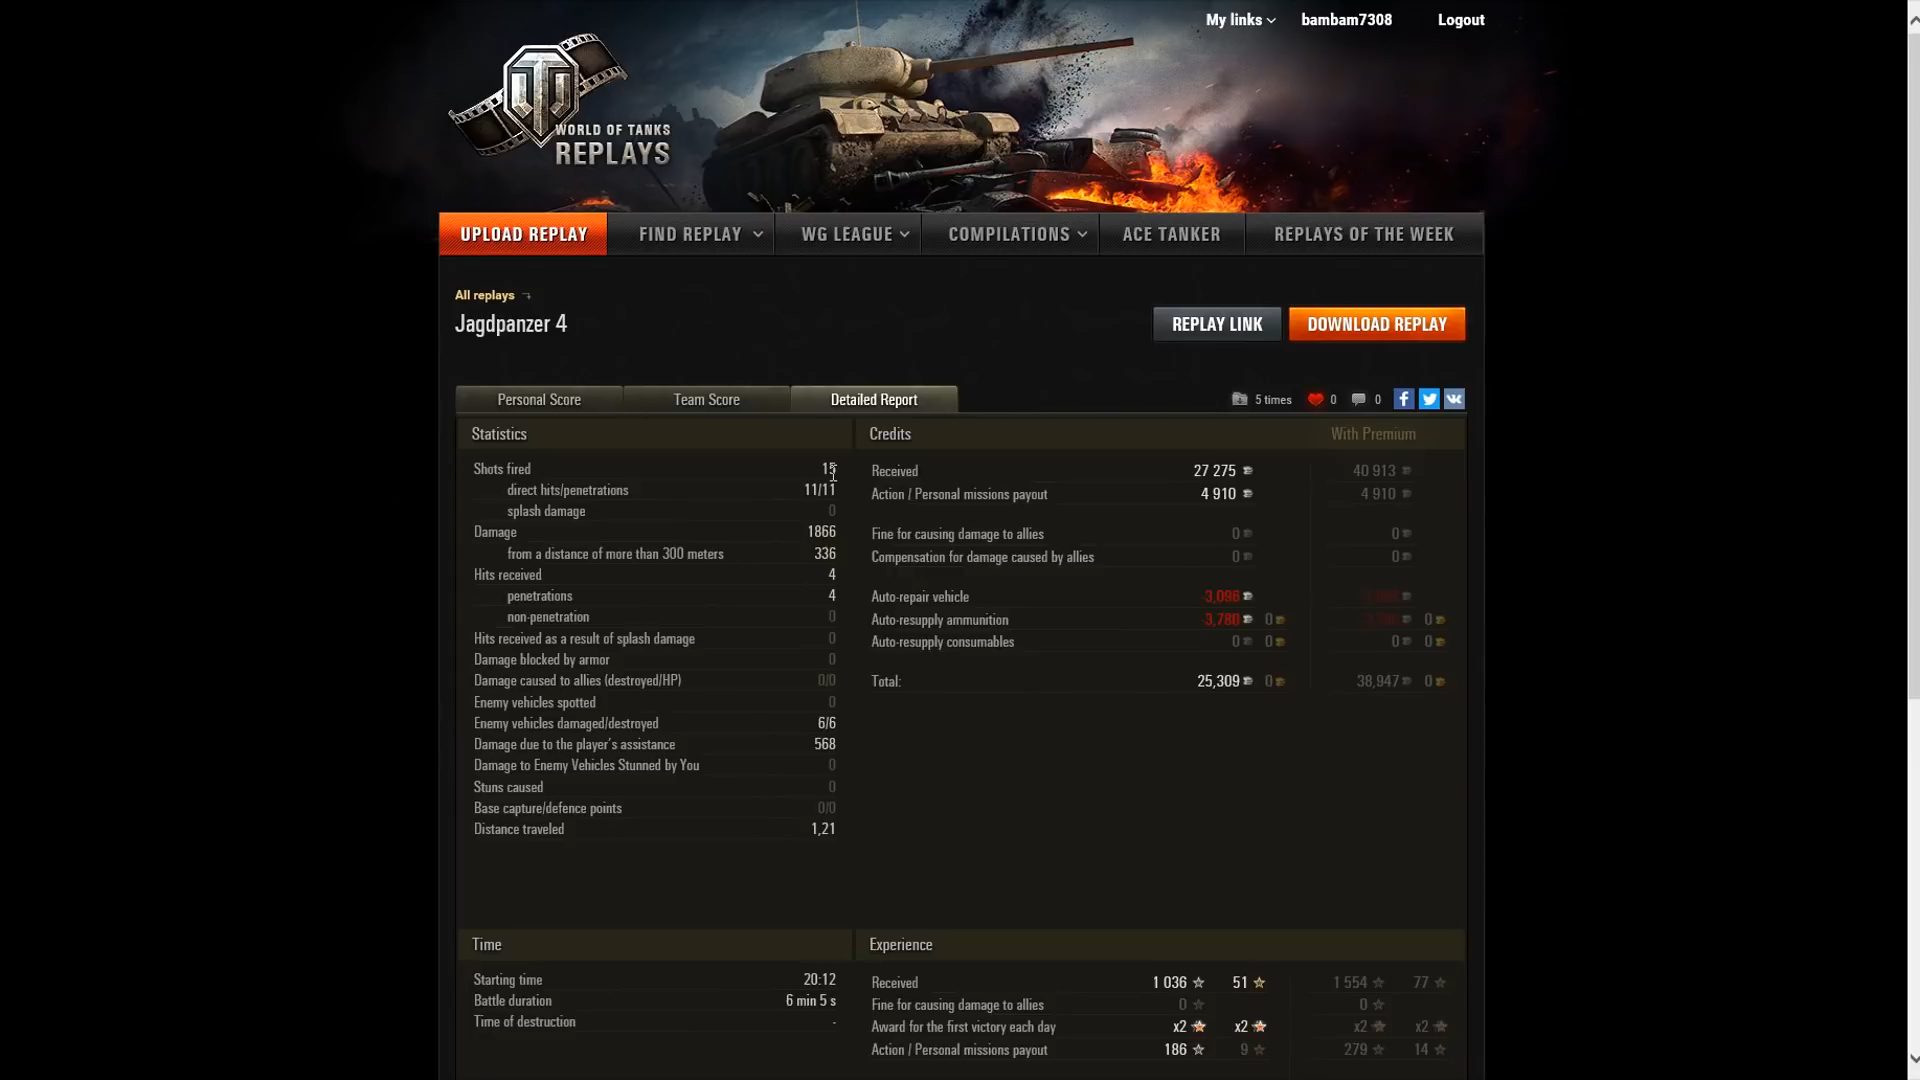 My links
bambam7308
Logout
WORLD OF TANKS
REPLAYS
UPLOAD REPLAY
FIND REPLAY
WG LEAGUE
COMPILATIONS
ACE TANKER
REPLAYS OF THE WEEK
All replays
Jagdpanzer 4
REPLAY LINK
DOWNLOAD REPLAY
Personal Score
Team Score
Detailed Report
5 times
0
0
Statistics
Shots fired 15
direct hits/penetrations 11/11
splash damage 0
Damage 1866
from a distance of more than 300 meters 336
Hits received 4
penetrations 4
non-penetration 0
Hits received as a result of splash damage 0
Damage blocked by armor 0
Damage caused to allies (destroyed/HP) 0/0
Enemy vehicles spotted 0
Enemy vehicles damaged/destroyed 6/6
Damage due to the player's assistance 568
Damage to Enemy Vehicles Stunned by You 0
Stuns caused 0
Base capture/defence points 0/0
Distance traveled 1,21
Credits With Premium
Received 27 275 40 913
Action / Personal missions payout 4 910 4 910
Fine for causing damage to allies 0 0
Compensation for damage caused by allies 0 0
Auto-repair vehicle -3,096
Auto-resupply ammunition -3,780 0 0
Auto-resupply consumables 0 0 0 0
Total: 25,309 0 38,947 0
Time
Starting time 20:12
Battle duration 6 min 5 s
Time of destruction -
Experience
Received 1 036 51 1 554 77
Fine for causing damage to allies 0 0
Award for the first victory each day x2 x2 x2 x2
Action / Personal missions payout 186 9 279 14